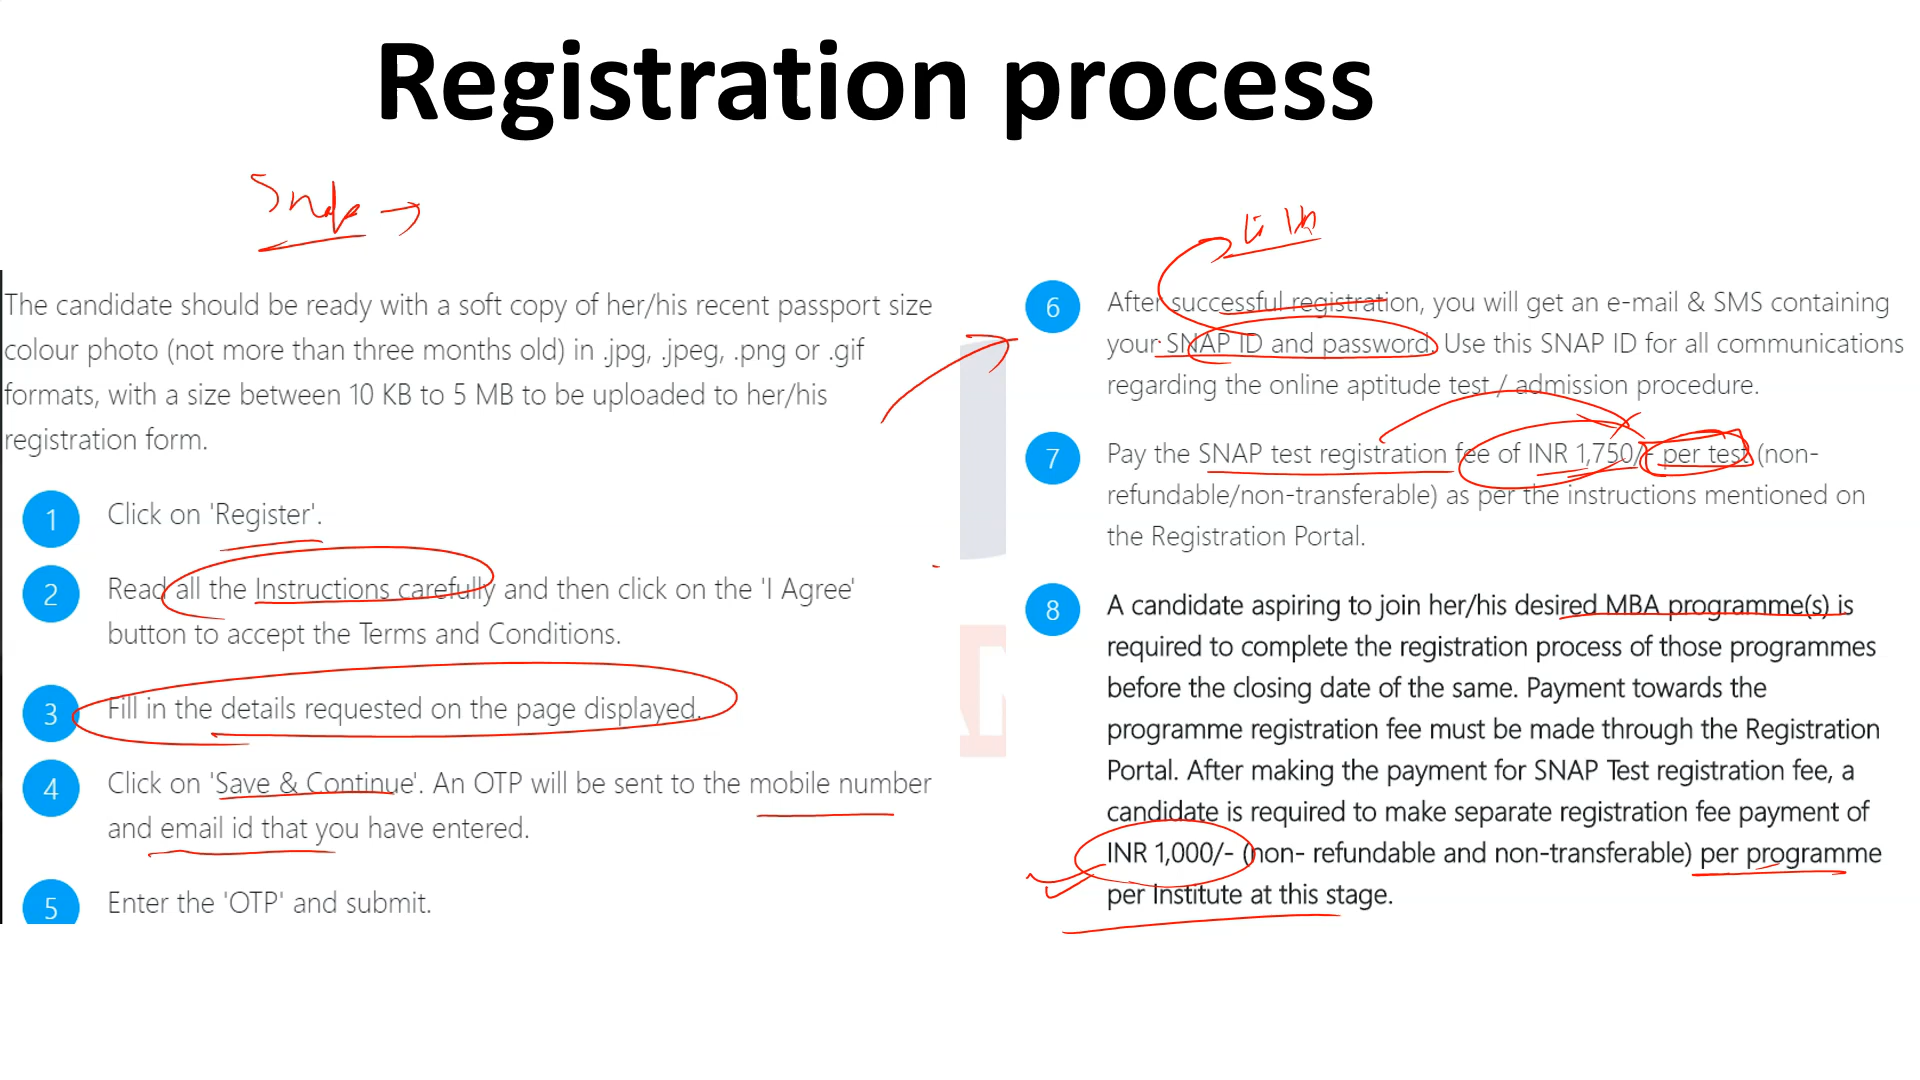 Registration process
Snap →
The candidate should be ready with a soft copy of her/his recent passport size
colour photo (not more than three months old) in .jpg, .jpeg, .png or .gif
formats, with a size between 10 KB to 5 MB to be uploaded to her/his
registration form.
1 Click on 'Register'.
2 Read all the Instructions carefully and then click on the 'I Agree'
button to accept the Terms and Conditions.
3 Fill in the details requested on the page displayed.
4 Click on 'Save & Continue'. An OTP will be sent to the mobile number
and email id that you have entered.
5 Enter the 'OTP' and submit.
6 After successful registration, you will get an e-mail & SMS containing
your SNAP ID and password. Use this SNAP ID for all communications
regarding the online aptitude test / admission procedure.
7 Pay the SNAP test registration fee of INR 1,750/- per test (non-
refundable/non-transferable) as per the instructions mentioned on
the Registration Portal.
8 A candidate aspiring to join her/his desired MBA programme(s) is
required to complete the registration process of those programmes
before the closing date of the same. Payment towards the
programme registration fee must be made through the Registration
Portal. After making the payment for SNAP Test registration fee, a
candidate is required to make separate registration fee payment of
INR 1,000/- (non- refundable and non-transferable) per programme
per Institute at this stage.